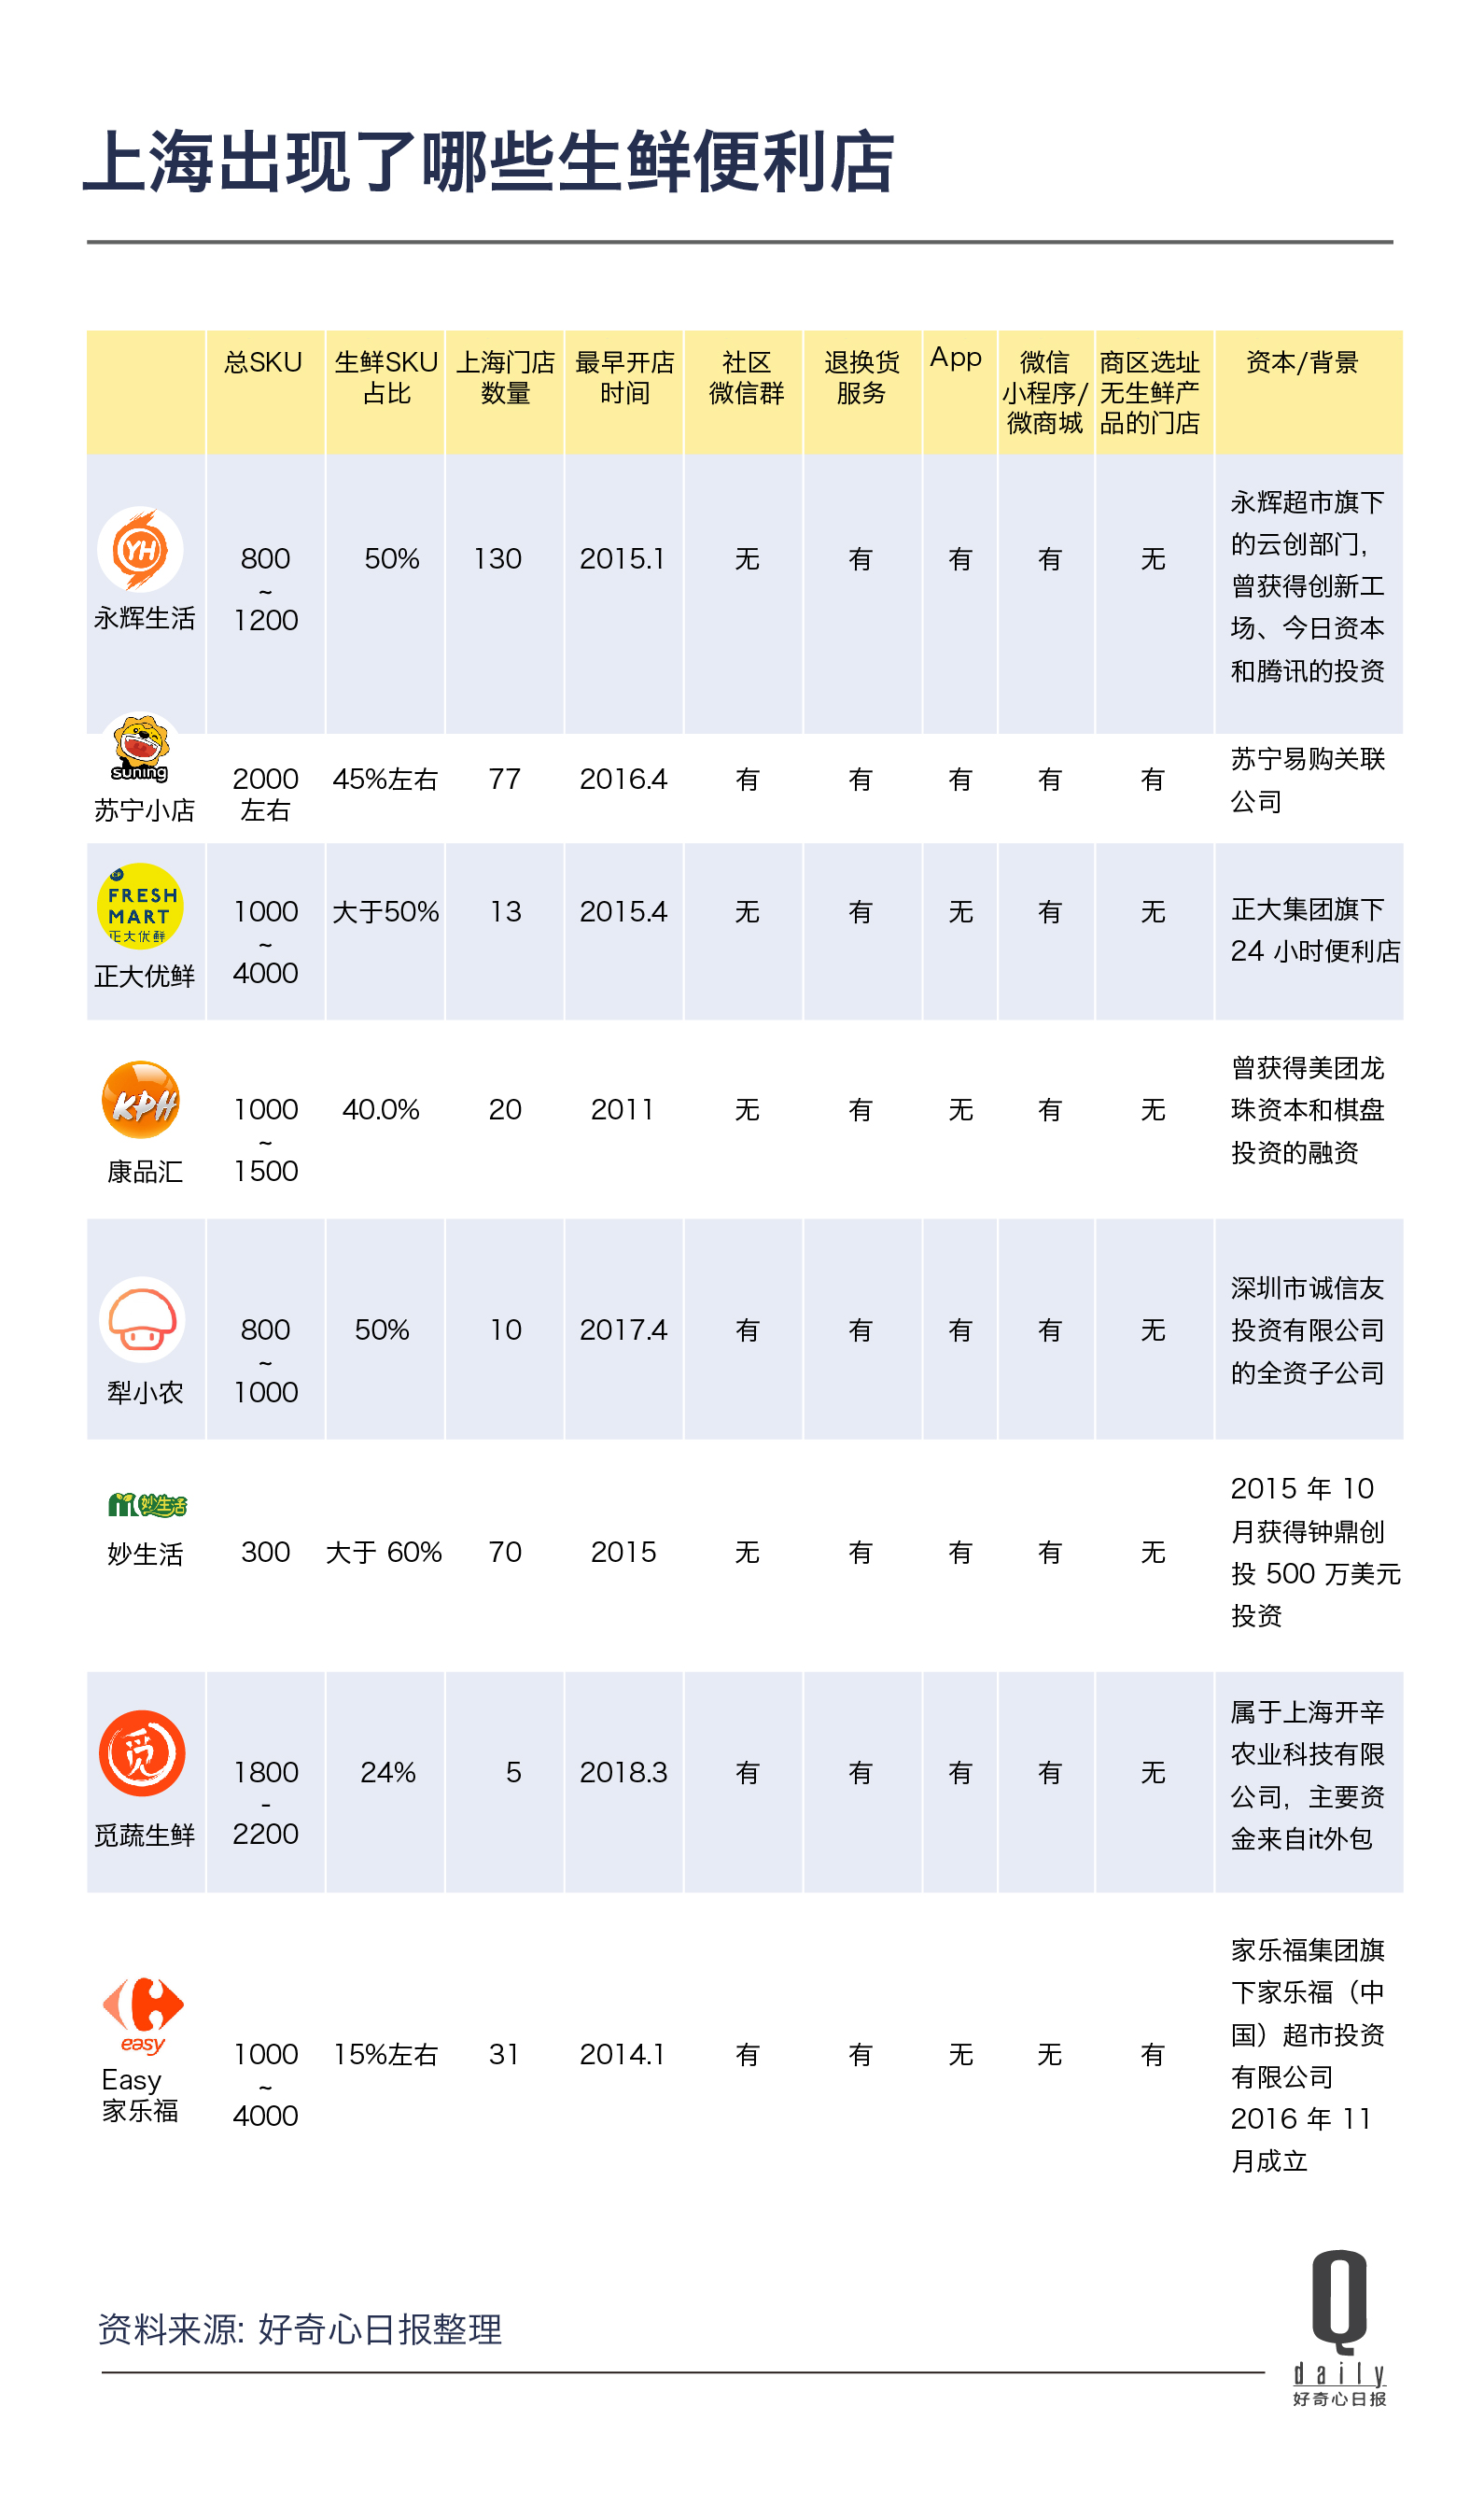 上海出现了哪些生鲜便利店
总SKU 生鲜SKU占比 上海门店数量 最早开店时间 社区微信群 退换货服务 App 微信小程序/微商城 商区选址无生鲜产品的门店 资本/背景
YH
永辉生活
800
~
1200
50% 130 2015.1 无 有 有 有 无
永辉超市旗下
的云创部门，
曾获得创新工
场、今日资本
和腾讯的投资
suning
苏宁小店
2000
左右
45%左右 77 2016.4 有 有 有 有 有
苏宁易购关联
公司
FRESH
MART
正大优鲜
正大优鲜
1000
~
4000
大于50% 13 2015.4 无 有 无 有 无
正大集团旗下
24 小时便利店
KPH
康品汇
1000
~
1500
40.0% 20 2011 无 有 无 有 无
曾获得美团龙
珠资本和棋盘
投资的融资
犁小农
800
~
1000
50% 10 2017.4 有 有 有 有 无
深圳市诚信友
投资有限公司
的全资子公司
妙生活
妙生活
300 大于 60% 70 2015 无 有 有 有 无
2015 年 10
月获得钟鼎创
投 500 万美元
投资
觅
觅蔬生鲜
1800
-
2200
24% 5 2018.3 有 有 有 有 无
属于上海开辛
农业科技有限
公司，主要资
金来自it外包
easy
Easy
家乐福
1000
~
4000
15%左右 31 2014.1 有 有 无 无 有
家乐福集团旗
下家乐福（中
国）超市投资
有限公司
2016 年 11
月成立
资料来源: 好奇心日报整理
Q
daily
好奇心日报